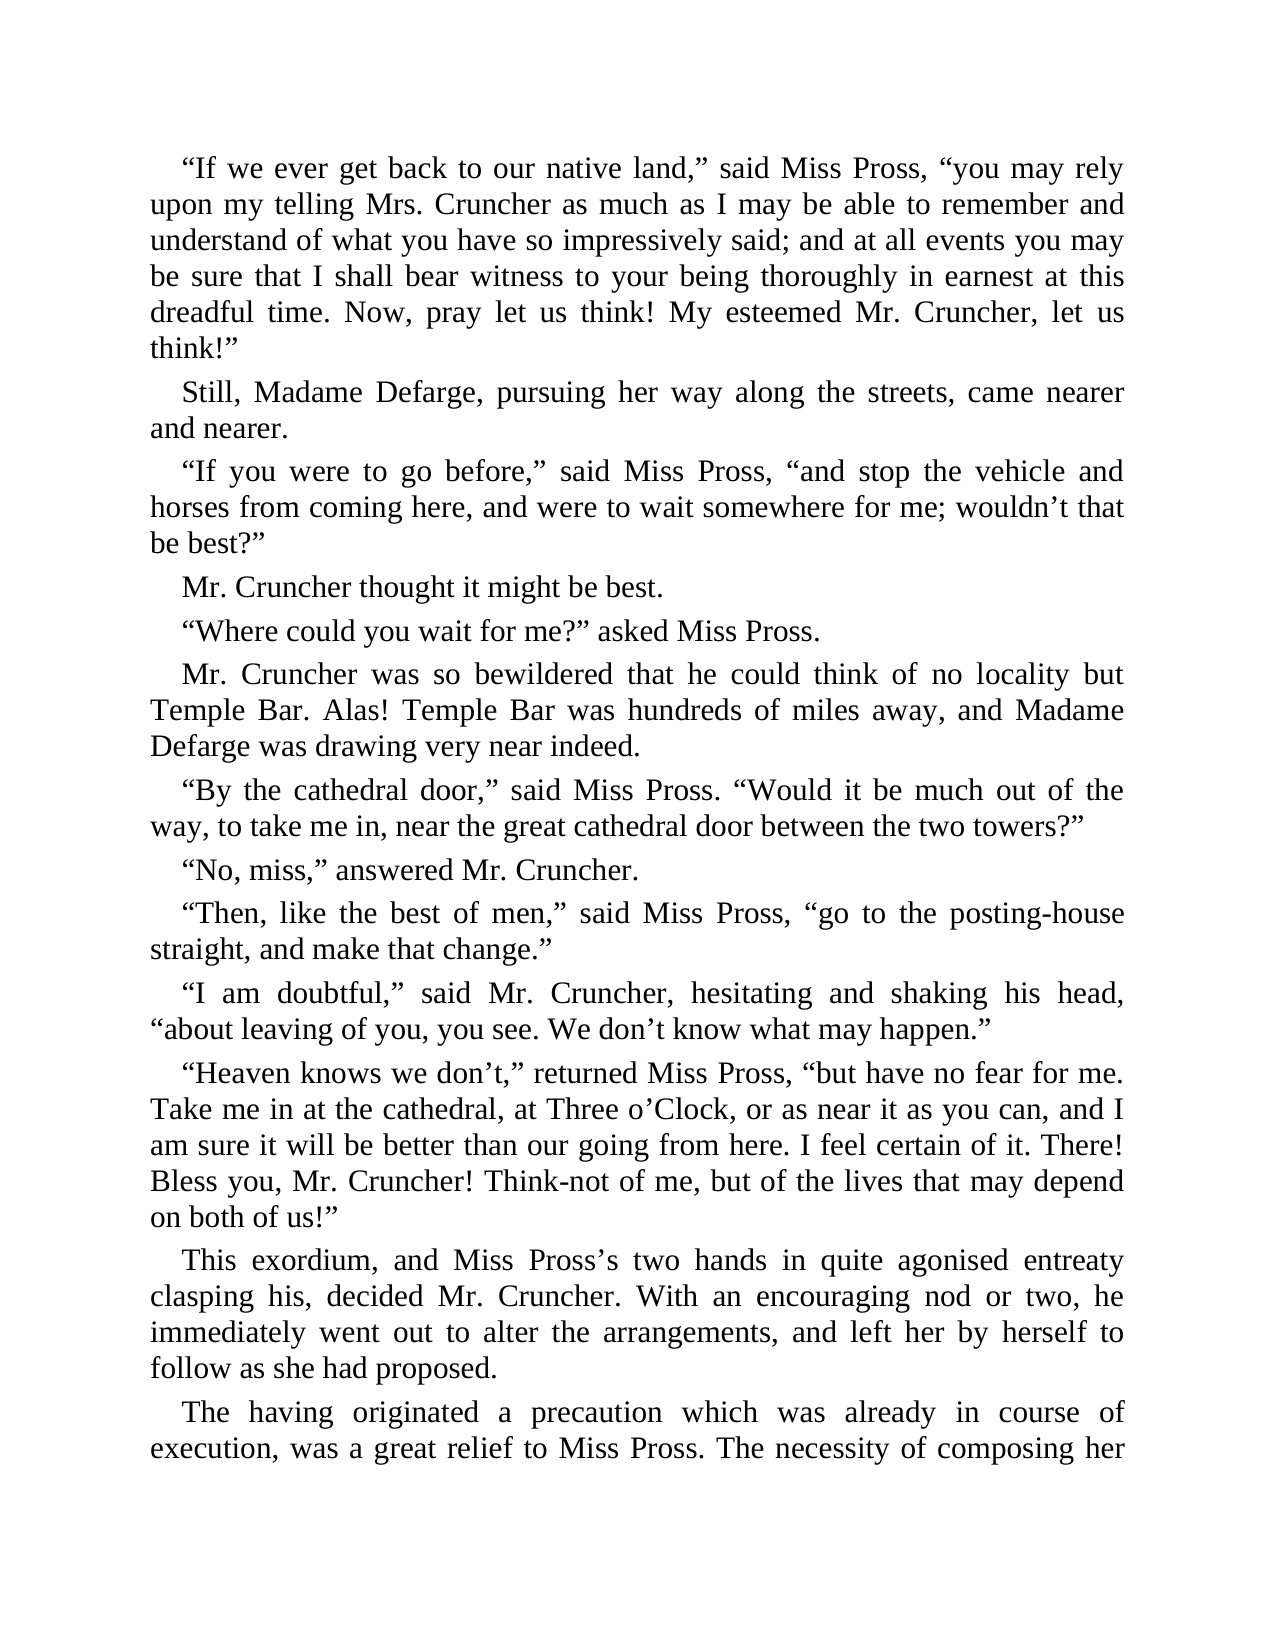 “If we ever get back to our native land,” said Miss Pross, “you may rely
upon my telling Mrs. Cruncher as much as I may be able to remember and
understand of what you have so impressively said; and at all events you may
be sure that I shall bear witness to your being thoroughly in earnest at this
dreadful time. Now, pray let us think! My esteemed Mr. Cruncher, let us
think!”
Still, Madame Defarge, pursuing her way along the streets, came nearer
and nearer.
“If you were to go before,” said Miss Pross, “and stop the vehicle and
horses from coming here, and were to wait somewhere for me; wouldn’t that
be best?”
Mr. Cruncher thought it might be best.
“Where could you wait for me?” asked Miss Pross.
Mr. Cruncher was so bewildered that he could think of no locality but
Temple Bar. Alas! Temple Bar was hundreds of miles away, and Madame
Defarge was drawing very near indeed.
“By the cathedral door,” said Miss Pross. “Would it be much out of the
way, to take me in, near the great cathedral door between the two towers?”
“No, miss,” answered Mr. Cruncher.
“Then, like the best of men,” said Miss Pross, “go to the posting-house
straight, and make that change.”
“I am doubtful,” said Mr. Cruncher, hesitating and shaking his head,
“about leaving of you, you see. We don’t know what may happen.”
“Heaven knows we don’t,” returned Miss Pross, “but have no fear for me.
Take me in at the cathedral, at Three o’Clock, or as near it as you can, and I
am sure it will be better than our going from here. I feel certain of it. There!
Bless you, Mr. Cruncher! Think-not of me, but of the lives that may depend
on both of us!”
This exordium, and Miss Pross’s two hands in quite agonised entreaty
clasping his, decided Mr. Cruncher. With an encouraging nod or two, he
immediately went out to alter the arrangements, and left her by herself to
follow as she had proposed.
The having originated a precaution which was already in course of
execution, was a great relief to Miss Pross. The necessity of composing her